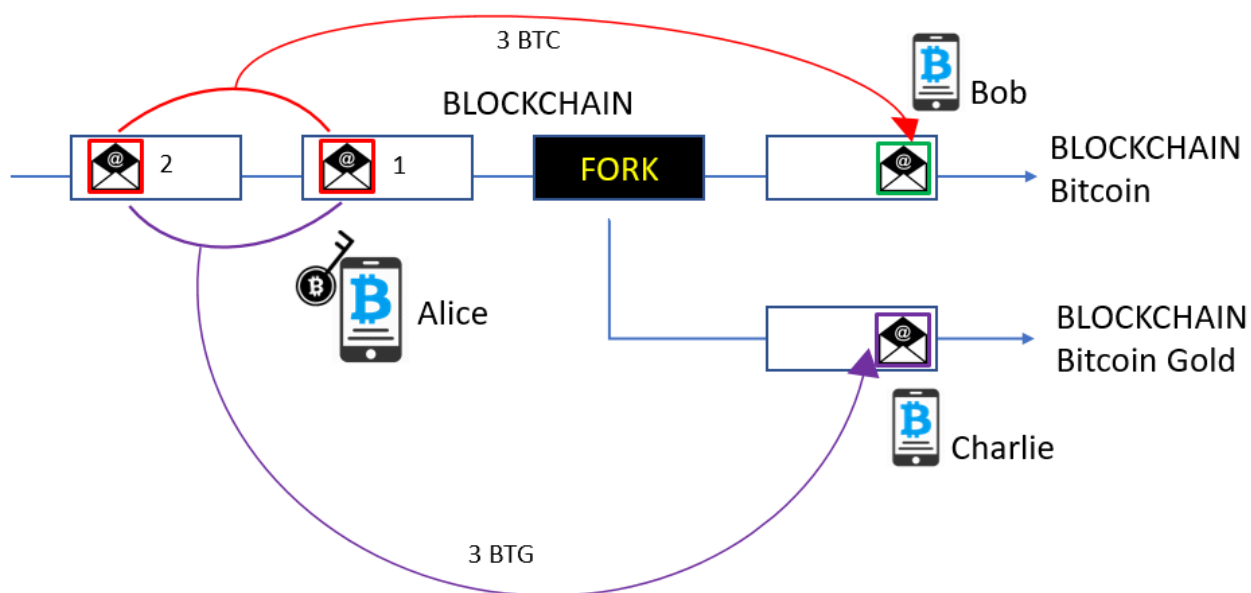 3 BTC
Bob
BLOCKCHAIN
@ 2
@ 1
FORK
@
BLOCKCHAIN
Bitcoin
Alice
@
BLOCKCHAIN
Bitcoin Gold
Charlie
3 BTG